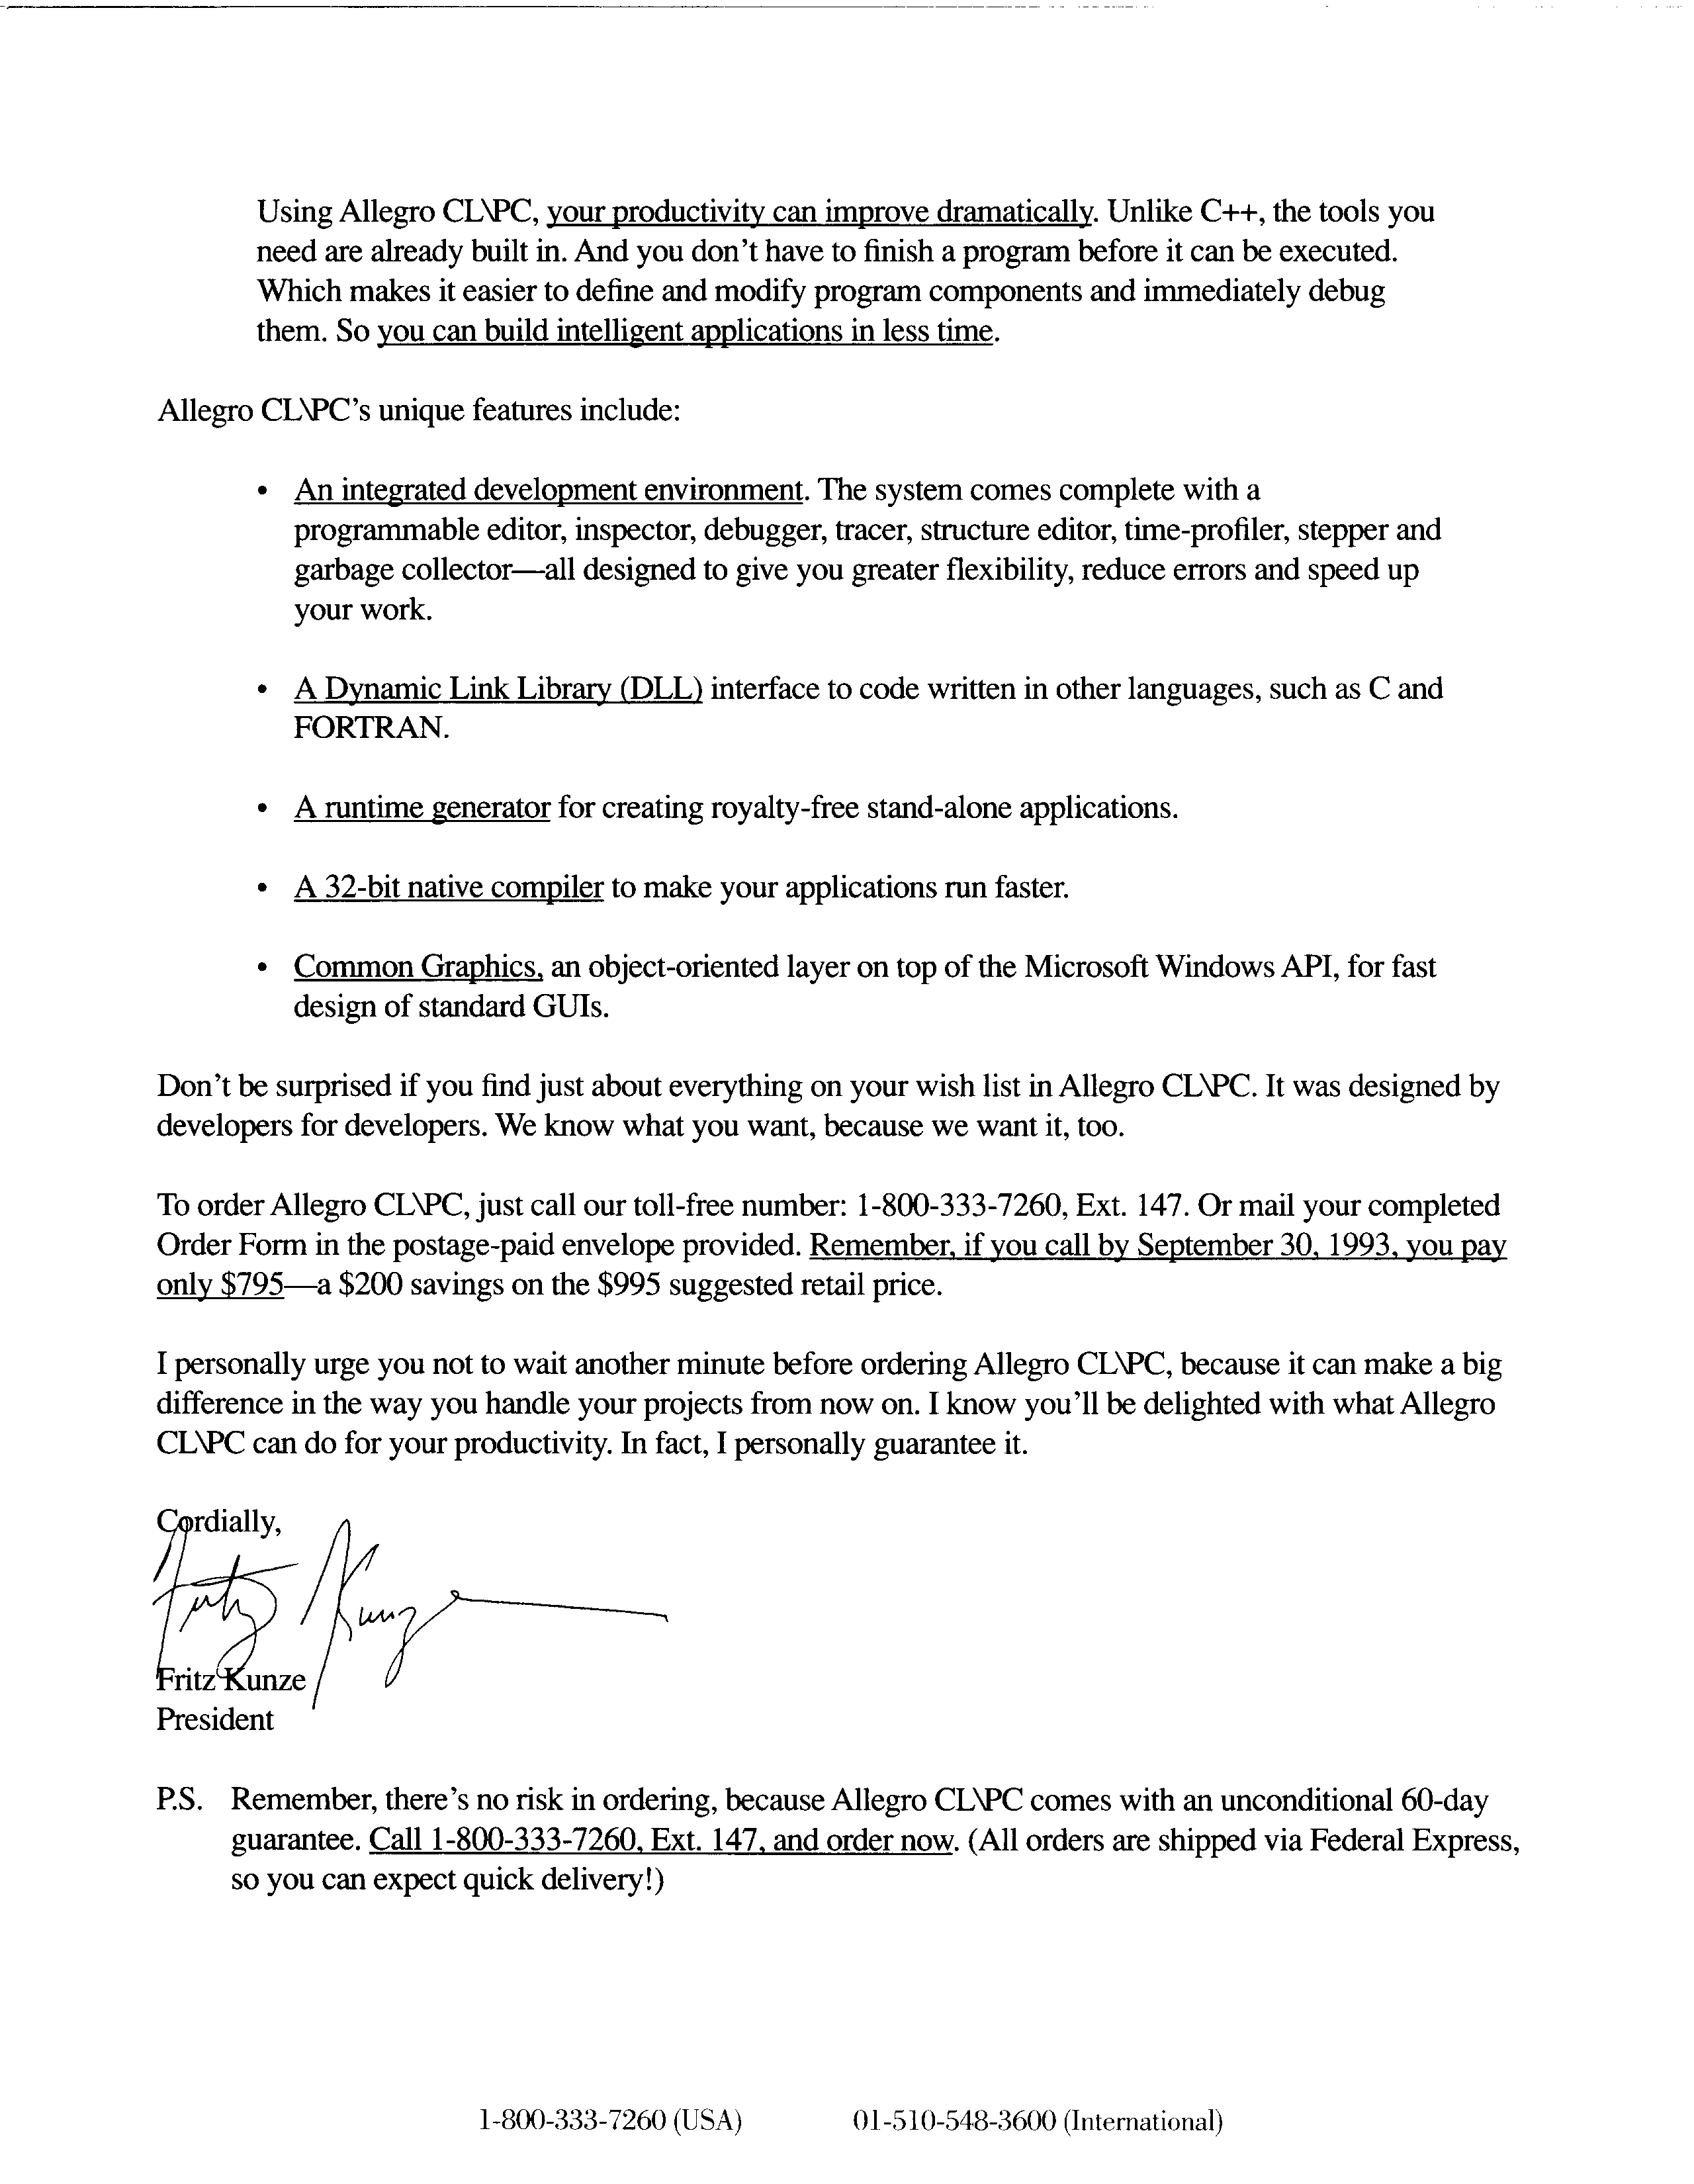 Using Allegro CL\PC, your productivity can improve dramatically. Unlike C++, the tools you
need are already built in. And you don't have to finish a program before it can be executed.
Which makes it easier to define and modify program components and immediately debug
them. So you can build intelligent applications in less time.
Allegro CL\PC's unique features include:
• An integrated development environment. The system comes complete with a
programmable editor, inspector, debugger, tracer, structure editor, time-profiler, stepper and
garbage collector—all designed to give you greater flexibility, reduce errors and speed up
your work.
• A Dynamic Link Library (DLL) interface to code written in other languages, such as C and
FORTRAN.
• A runtime generator for creating royalty-free stand-alone applications.
• A 32-bit native compiler to make your applications run faster.
• Common Graphics, an object-oriented layer on top of the Microsoft Windows API, for fast
design of standard GUIs.
Don't be surprised if you find just about everything on your wish list in Allegro CL\PC. It was designed by
developers for developers. We know what you want, because we want it, too.
To order Allegro CL\PC, just call our toll-free number: 1-800-333-7260, Ext. 147. Or mail your completed
Order Form in the postage-paid envelope provided. Remember, if you call by September 30, 1993, you pay
only $795—a $200 savings on the $995 suggested retail price.
I personally urge you not to wait another minute before ordering Allegro CL\PC, because it can make a big
difference in the way you handle your projects from now on. I know you'll be delighted with what Allegro
CL\PC can do for your productivity. In fact, I personally guarantee it.
Cordially,
Fritz Kunze
Fritz Kunze
President
P.S. Remember, there's no risk in ordering, because Allegro CL\PC comes with an unconditional 60-day
guarantee. Call 1-800-333-7260, Ext. 147, and order now. (All orders are shipped via Federal Express,
so you can expect quick delivery!)
1-800-333-7260 (USA) 01-510-548-3600 (International)